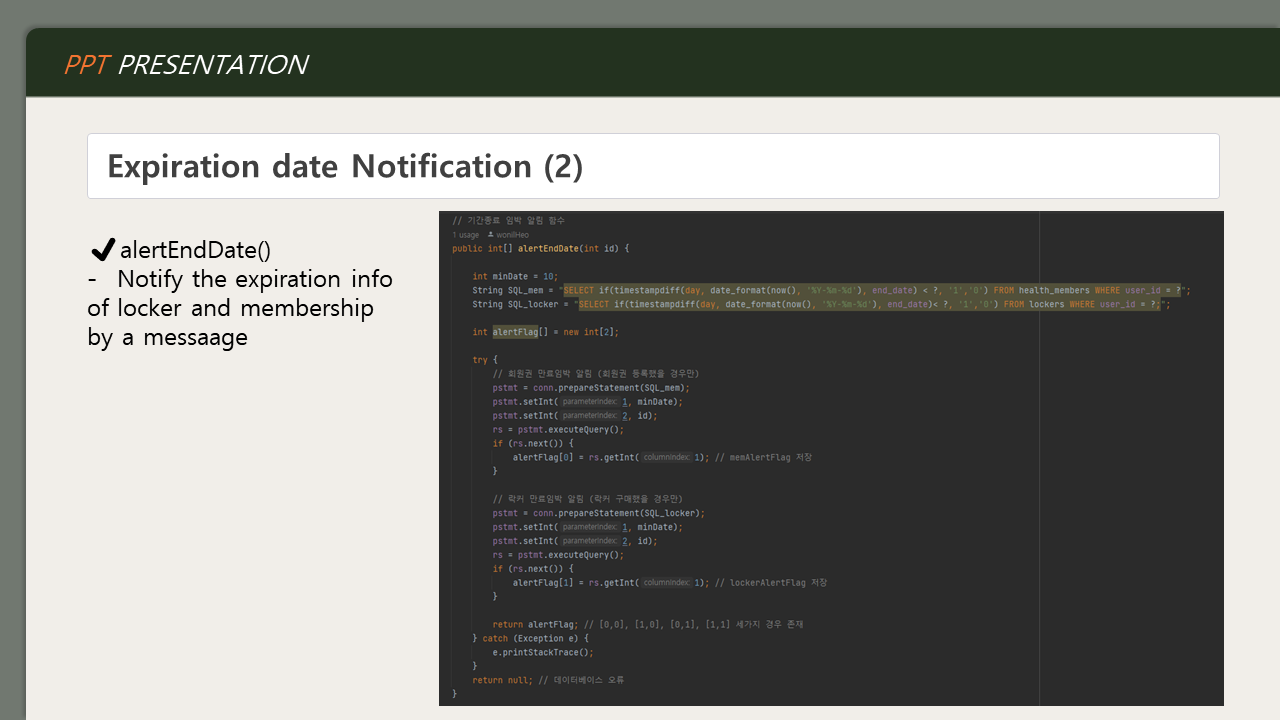 PPT PRESENTATION
Expiration date Notification (2)
✔alertEndDate()
- Notify the expiration info
of locker and membership
by a messaage
// 기간종료 임박 알림 함수
1 usage wonilHeo
public int[] alertEndDate(int id) {
int minDate = 10;
String SQL_mem = "SELECT if(timestampdiff(day, date_format(now(), '%Y-%m-%d'), end_date) < ?, '1','0') FROM health_members WHERE user_id = ?";
String SQL_locker = "SELECT if(timestampdiff(day, date_format(now(), '%Y-%m-%d'), end_date)< ?, '1','0') FROM lockers WHERE user_id = ?;";
int alertFlag[] = new int[2];
try {
// 회원권 만료임박 알림 (회원권 등록했을 경우만)
pstmt = conn.prepareStatement(SQL_mem);
pstmt.setInt( parameterIndex: 1, minDate);
pstmt.setInt( parameterIndex: 2, id);
rs = pstmt.executeQuery();
if (rs.next()) {
alertFlag[0] = rs.getInt( columnIndex: 1); // memAlertFlag 저장
}
// 락커 만료임박 알림 (락커 구매했을 경우만)
pstmt = conn.prepareStatement(SQL_locker);
pstmt.setInt( parameterIndex: 1, minDate);
pstmt.setInt( parameterIndex: 2, id);
rs = pstmt.executeQuery();
if (rs.next()) {
alertFlag[1] = rs.getInt( columnIndex: 1); // lockerAlertFlag 저장
}
return alertFlag; // [0,0], [1,0], [0,1], [1,1] 세가지 경우 존재
} catch (Exception e) {
e.printStackTrace();
}
return null; // 데이터베이스 오류
}